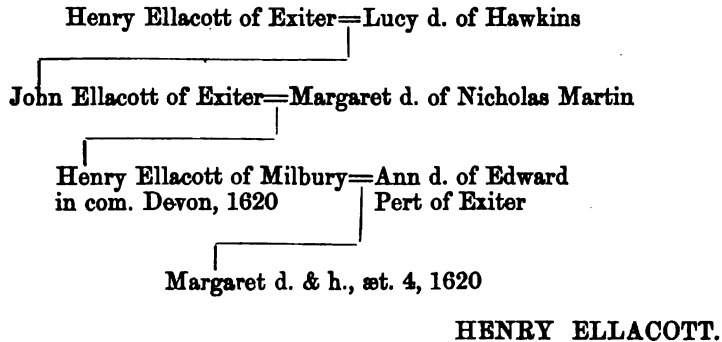 Henry Ellacott of Exiter=Lucy d. of Hawkins
John Ellacott of Exiter=Margaret d. of Nicholas Martin
Henry Ellacott of Milbury=Ann d. of Edward
in com. Devon, 1620 Pert of Exiter
Margaret d. & h., æt. 4, 1620
HENRY ELLACOTT.